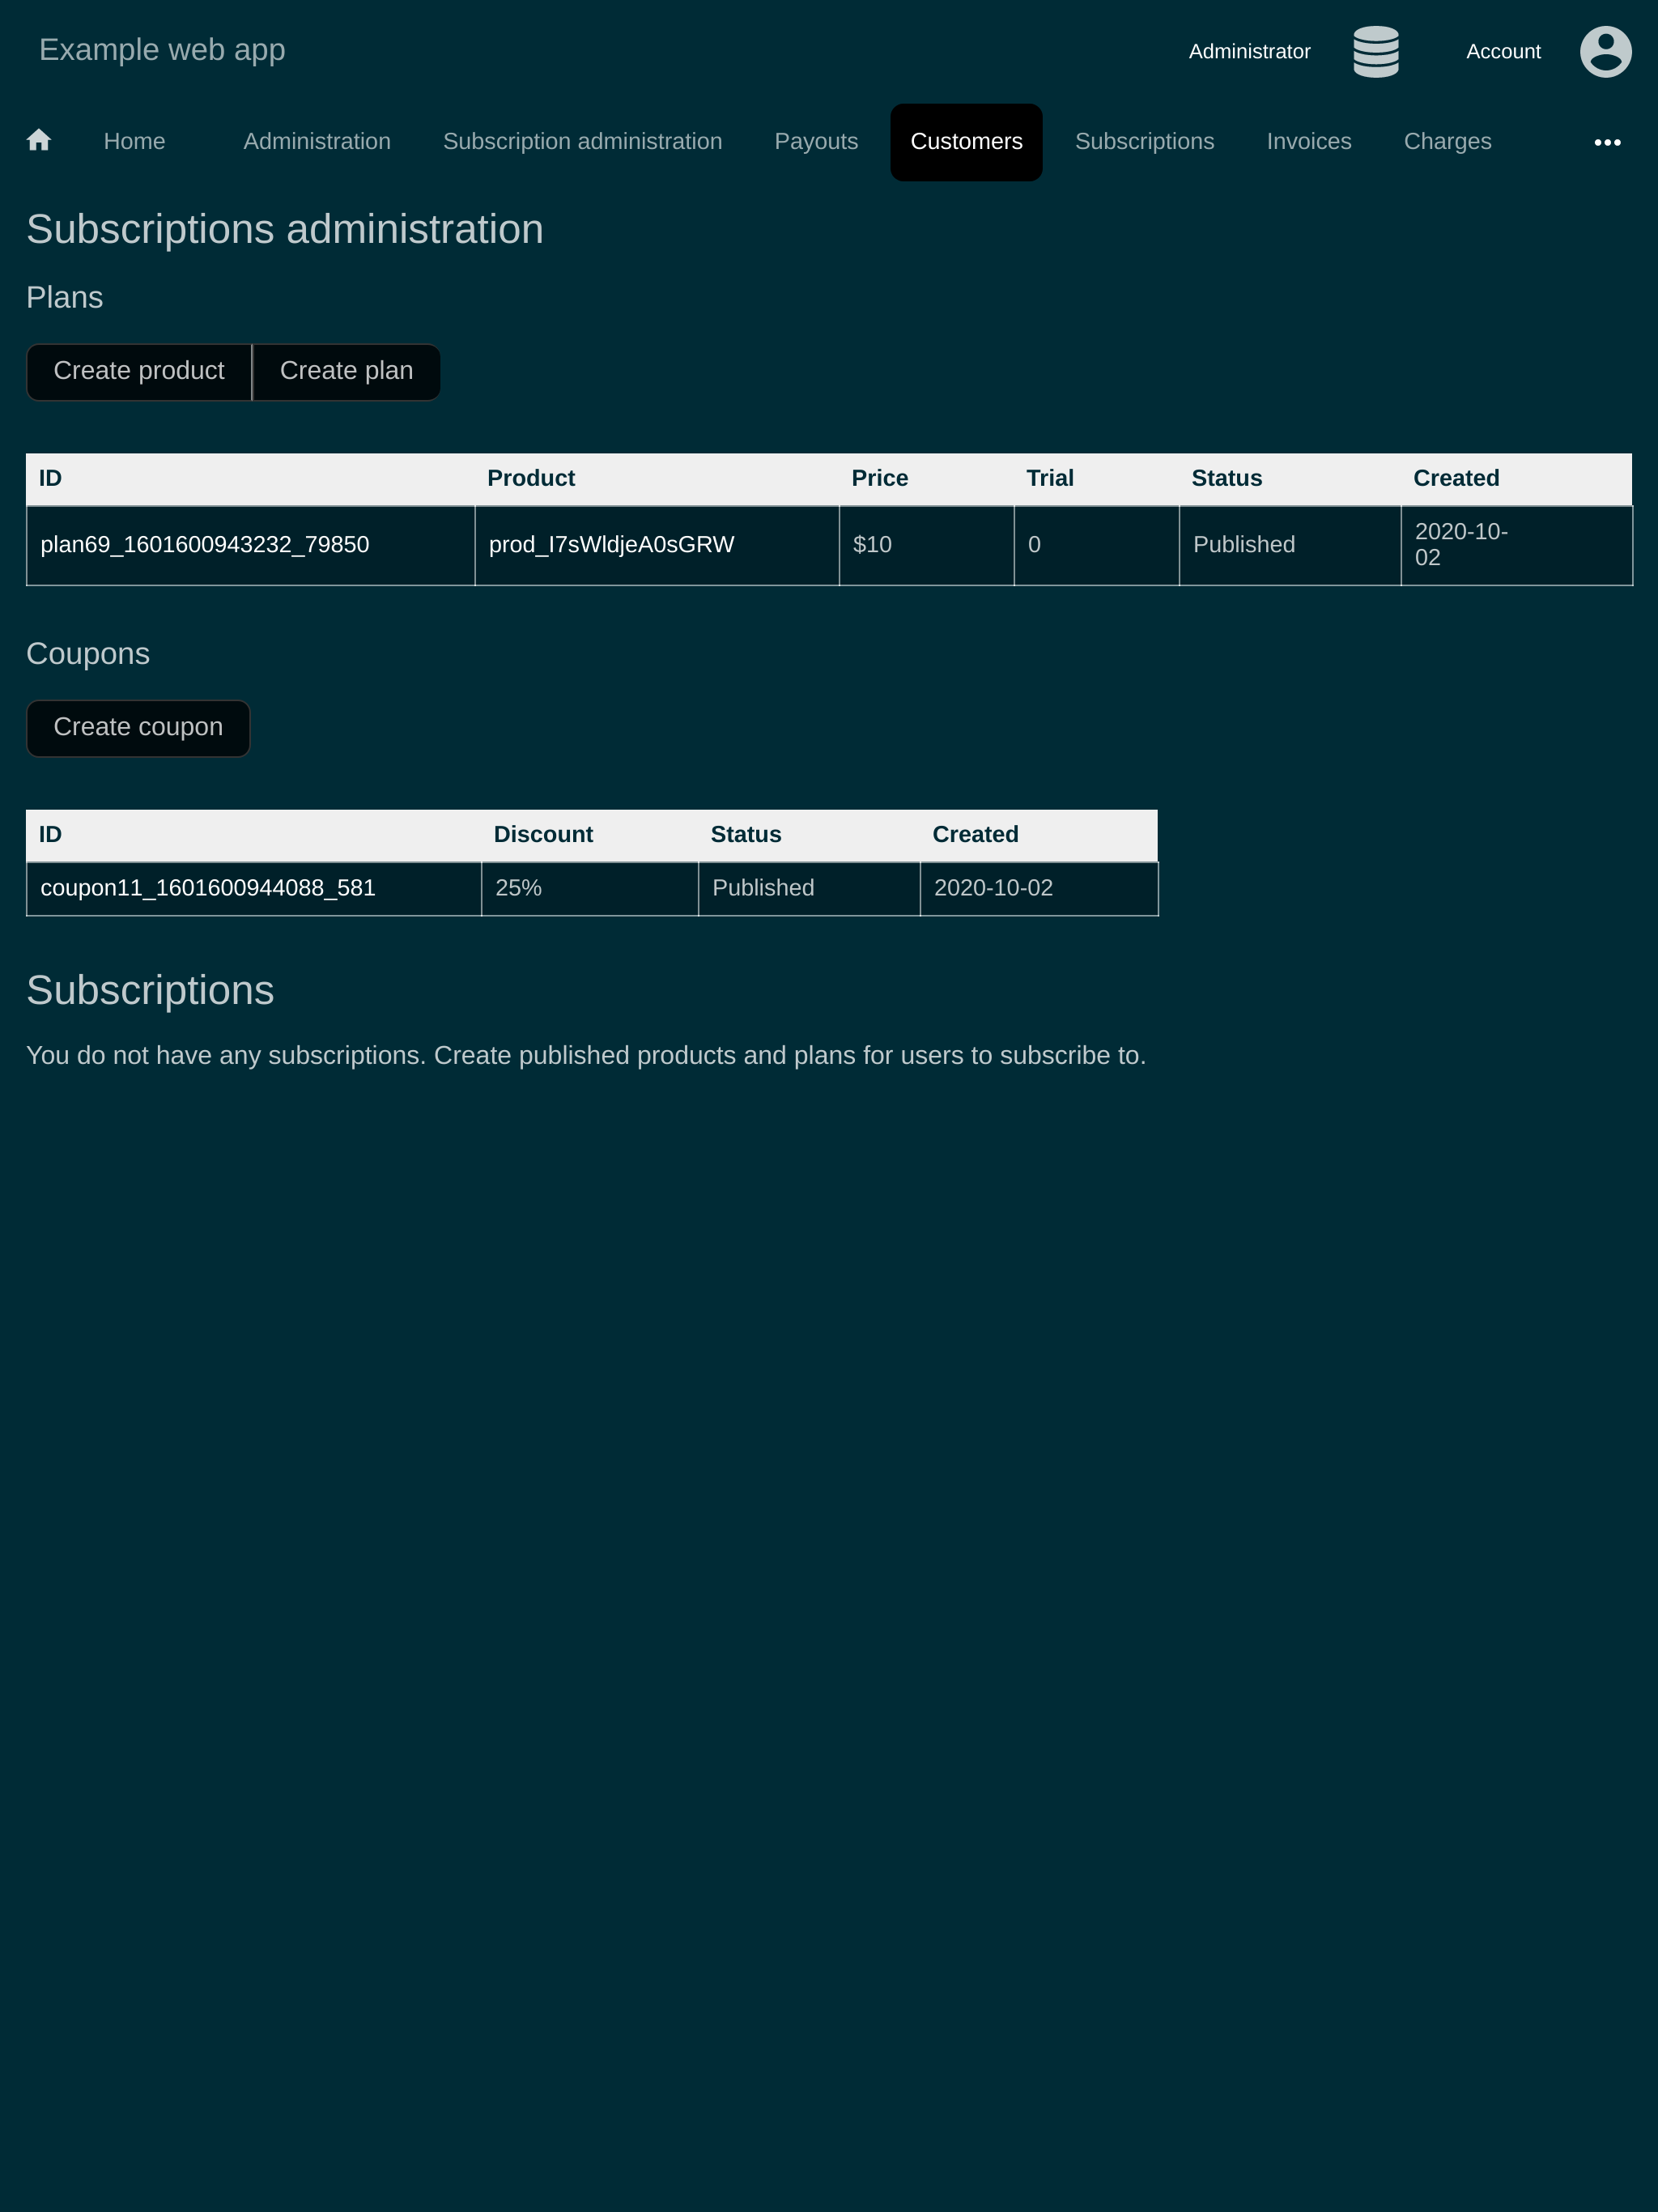 Example web app
Administrator
Account
Home Administration Subscription administration Payouts Customers Subscriptions Invoices Charges
Subscriptions administration
Plans
Create product Create plan
ID Product Price Trial Status Created
plan69_1601600943232_79850 prod_I7sWldjeA0sGRW $10 0 Published 2020-10-
02
Coupons
Create coupon
ID Discount Status Created
coupon11_1601600944088_581 25% Published 2020-10-02
Subscriptions
You do not have any subscriptions. Create published products and plans for users to subscribe to.